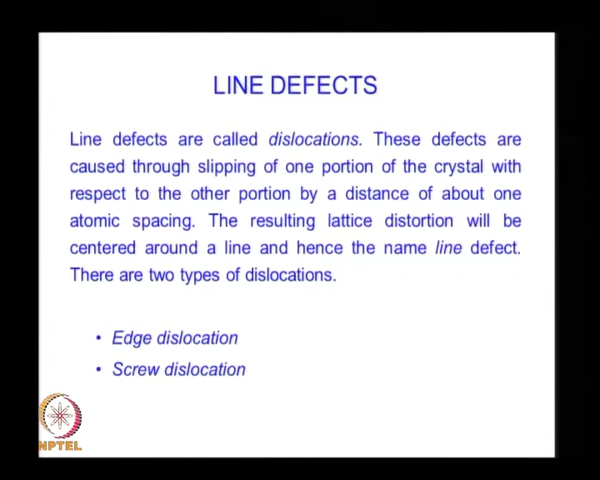 LINE DEFECTS
Line defects are called dislocations. These defects are
caused through slipping of one portion of the crystal with
respect to the other portion by a distance of about one
atomic spacing. The resulting lattice distortion will be
centered around a line and hence the name line defect.
There are two types of dislocations.
• Edge dislocation
• Screw dislocation
NPTEL